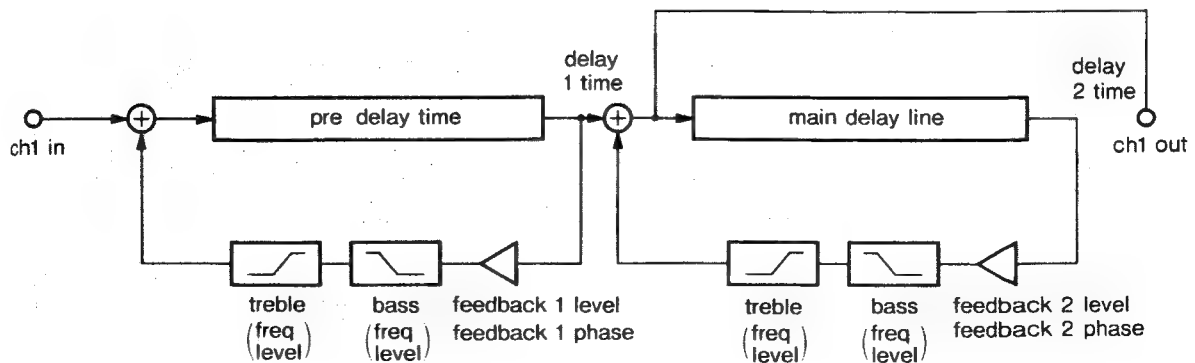 delay
1 time
delay
2 time
pre delay time
main delay line
ch1 in
ch1 out
treble
(freq
level)
bass
(freq
level)
feedback 1 level
feedback 1 phase
treble
(freq
level)
bass
(freq
level)
feedback 2 level
feedback 2 phase